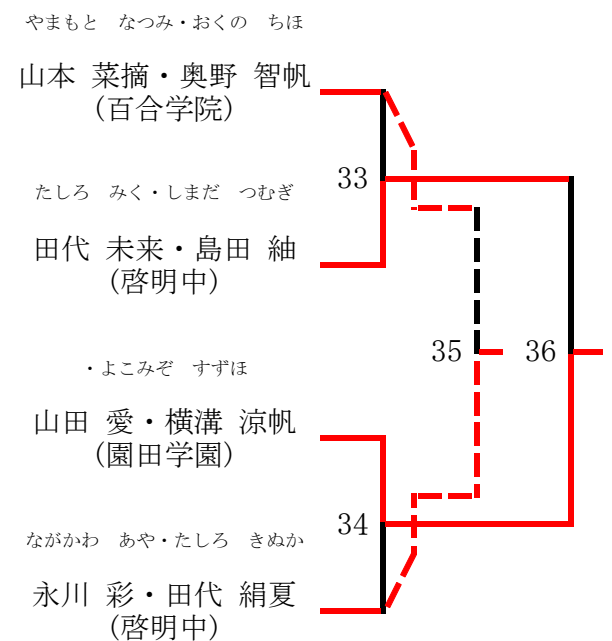 やまもと　なつみ・おくの　ちほ
山本 菜摘・奥野 智帆
(百合学院)
33
たしろ　みく・しまだ　つむぎ
田代 未来・島田 紬
(啓明中)
35
36
・よこみぞ　すずほ
山田 愛・横溝 涼帆
(園田学園)
34
ながかわ　あや・たしろ　きぬか
永川 彩・田代 絹夏
(啓明中)